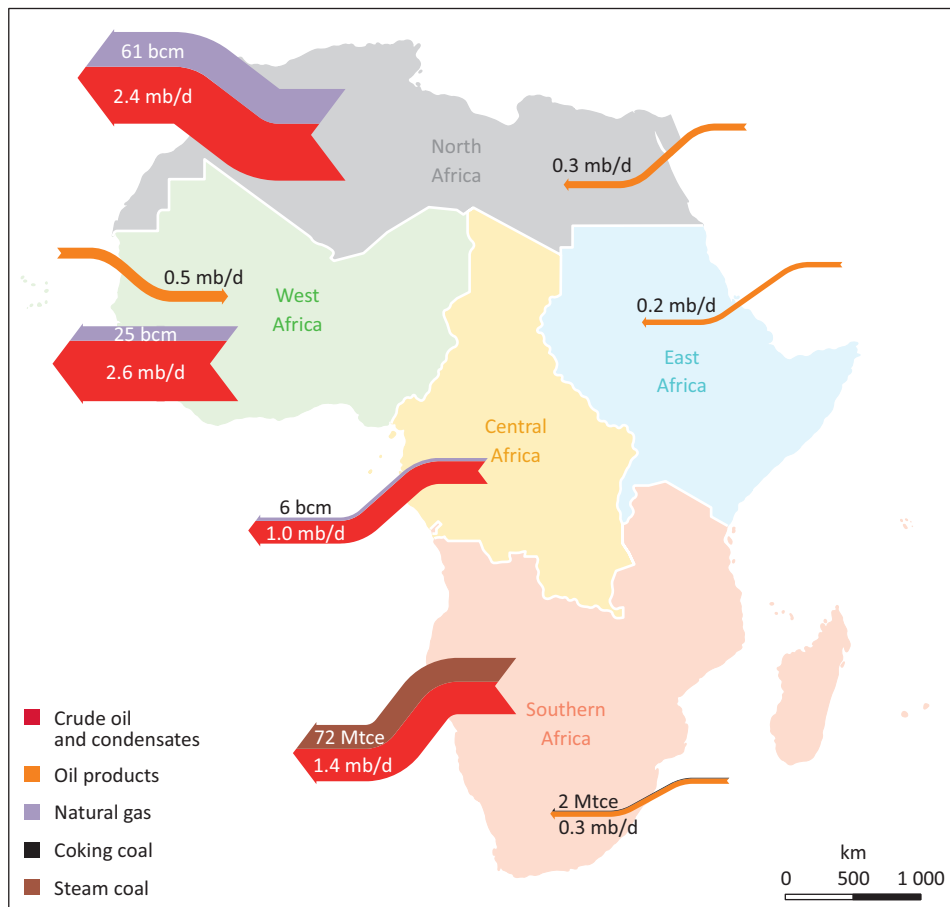 61 bcm
2.4 mb/d
North
Africa
0.3 mb/d
0.5 mb/d
West
Africa
0.2 mb/d
25 bcm
2.6 mb/d
East
Africa
Central
Africa
6 bcm
1.0 mb/d
72 Mtce
1.4 mb/d
Southern
Africa
2 Mtce
0.3 mb/d
Crude oil
and condensates
Oil products
Natural gas
Coking coal
Steam coal
km
0 500 1 000